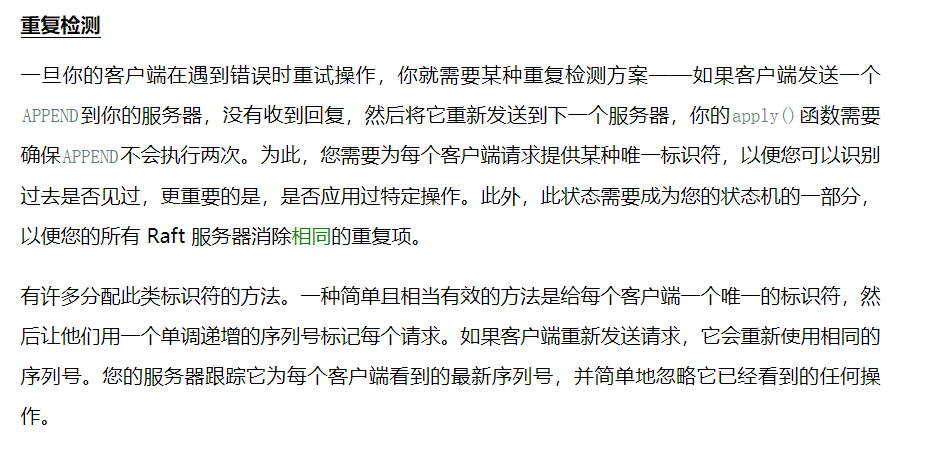 重复检测
一旦你的客户端在遇到错误时重试操作，你就需要某种重复检测方案——如果客户端发送一个
APPEND到你的服务器，没有收到回复，然后将它重新发送到下一个服务器，你的apply()函数需要
确保APPEND不会执行两次。为此，您需要为每个客户端请求提供某种唯一标识符，以便您可以识别
过去是否见过，更重要的是，是否应用过特定操作。此外，此状态需要成为您的状态机的一部分，
以便您的所有 Raft 服务器消除相同的重复项。
有许多分配此类标识符的方法。一种简单且相当有效的方法是给每个客户端一个唯一的标识符，然
后让他们用一个单调递增的序列号标记每个请求。如果客户端重新发送请求，它会重新使用相同的
序列号。您的服务器跟踪它为每个客户端看到的最新序列号，并简单地忽略它已经看到的任何操
作。